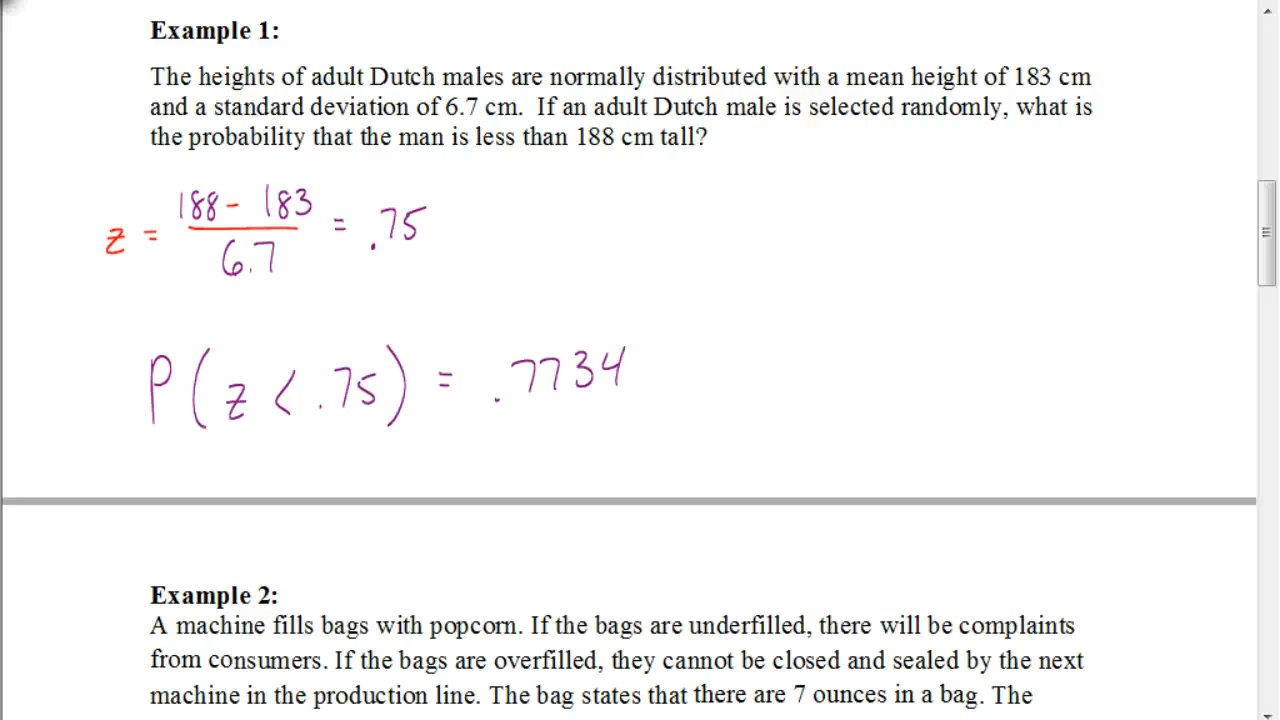 Example 1:
The heights of adult Dutch males are normally distributed with a mean height of 183 cm
and a standard deviation of 6.7 cm.  If an adult Dutch male is selected randomly, what is
the probability that the man is less than 188 cm tall?
188 - 183
z = = .75
6.7
P ( z < .75 ) = .7734
Example 2:
A machine fills bags with popcorn. If the bags are underfilled, there will be complaints
from consumers. If the bags are overfilled, they cannot be closed and sealed by the next
machine in the production line. The bag states that there are 7 ounces in a bag. The